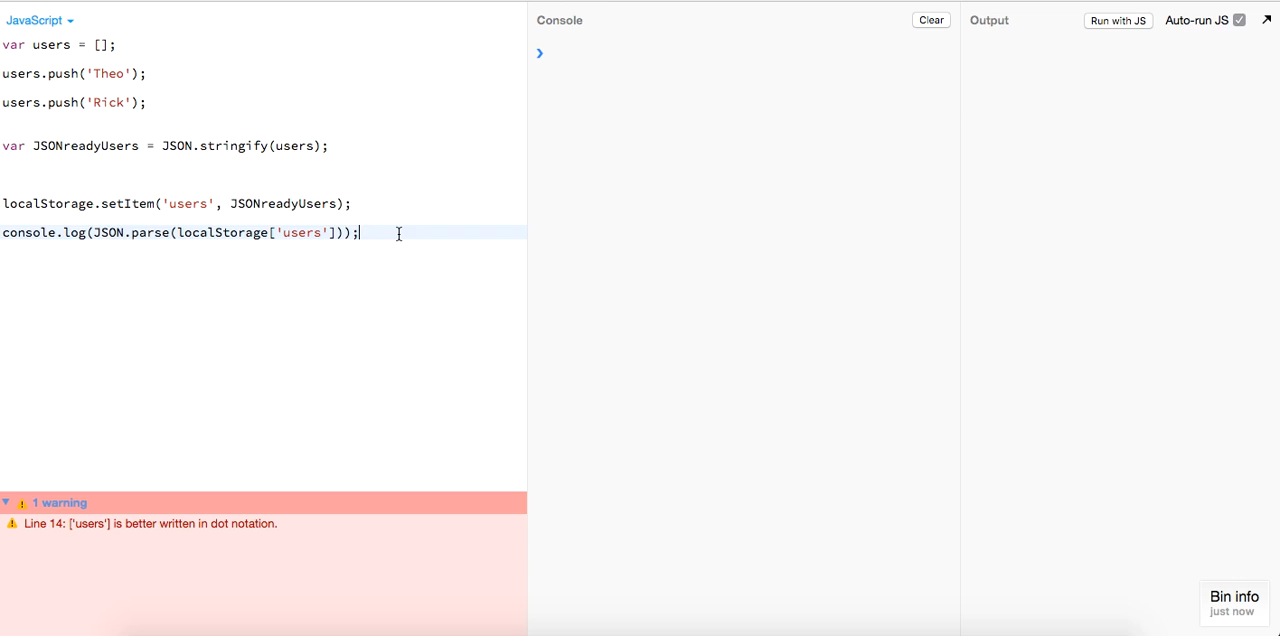 JavaScript
var users = [];
users.push('Theo');
users.push('Rick');
var JSONreadyUsers = JSON.stringify(users);
localStorage.setItem('users', JSONreadyUsers);
console.log(JSON.parse(localStorage['users']));
1 warning
Line 14: ['users'] is better written in dot notation.
Console
Clear
Output
Run with JS
Auto-run JS
Bin info
just now